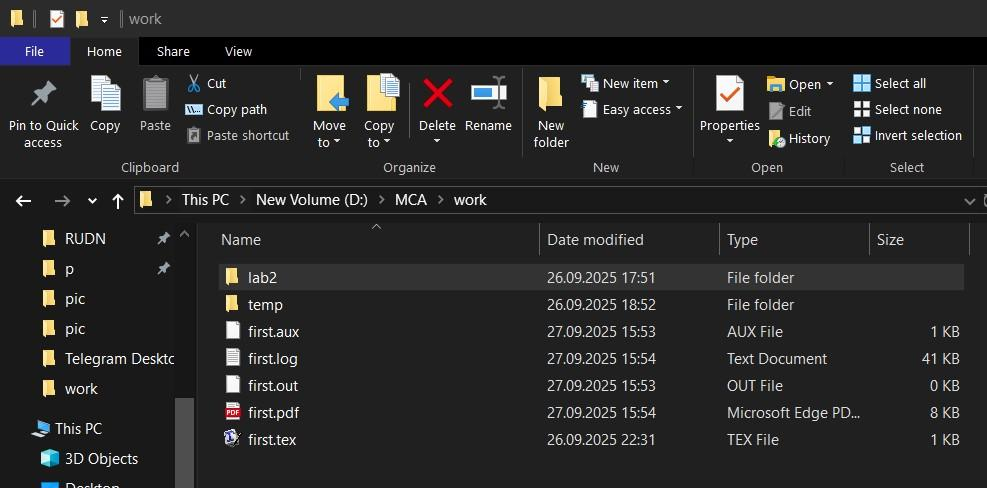 work
File Home Share View
Pin to Quick access
Copy
Paste
Cut
Copy path
Paste shortcut
Clipboard
Move to
Copy to
Delete
Rename
Organize
New folder
New item
Easy access
New
Properties
Open
Edit
History
Open
Select all
Select none
Invert selection
Select
This PC New Volume (D:) MCA work
RUDN
p
pic
pic
Telegram Deskto
work
This PC
3D Objects
Desktop
Name Date modified Type Size
lab2 26.09.2025 17:51 File folder
temp 26.09.2025 18:52 File folder
first.aux 27.09.2025 15:53 AUX File 1 KB
first.log 27.09.2025 15:54 Text Document 41 KB
first.out 27.09.2025 15:53 OUT File 0 KB
PDF first.pdf 27.09.2025 15:54 Microsoft Edge PD... 8 KB
first.tex 26.09.2025 22:31 TEX File 1 KB